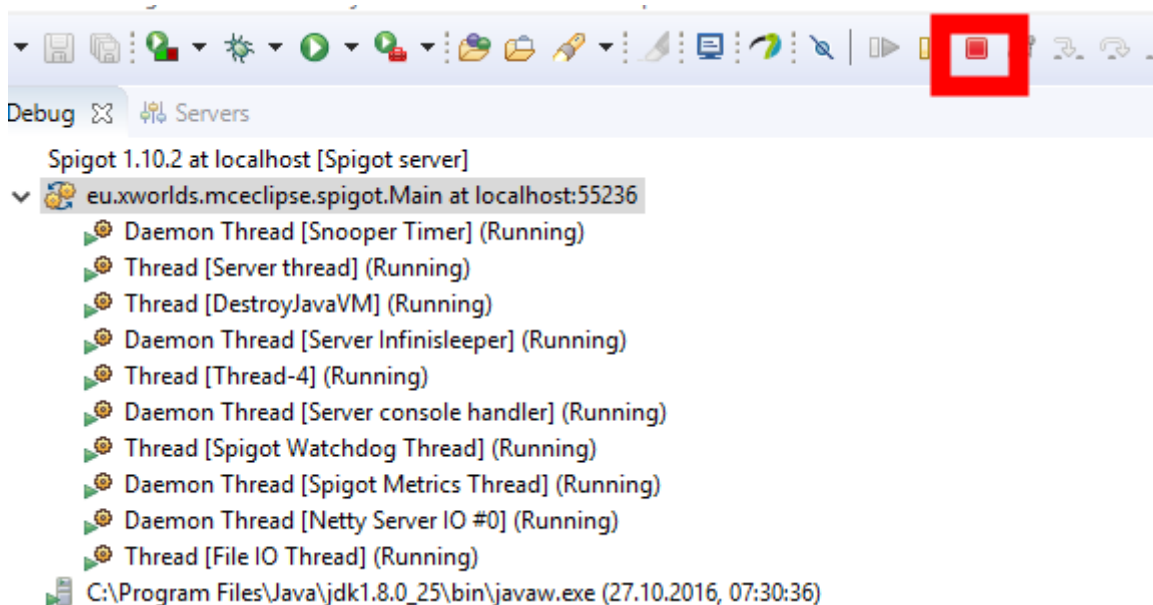 Debug Servers
Spigot 1.10.2 at localhost [Spigot server]
eu.xworlds.mceclipse.spigot.Main at localhost:55236
Daemon Thread [Snooper Timer] (Running)
Thread [Server thread] (Running)
Thread [DestroyJavaVM] (Running)
Daemon Thread [Server Infinisleeper] (Running)
Thread [Thread-4] (Running)
Daemon Thread [Server console handler] (Running)
Thread [Spigot Watchdog Thread] (Running)
Daemon Thread [Spigot Metrics Thread] (Running)
Daemon Thread [Netty Server IO #0] (Running)
Thread [File IO Thread] (Running)
C:\Program Files\Java\jdk1.8.0_25\bin\javaw.exe (27.10.2016, 07:30:36)